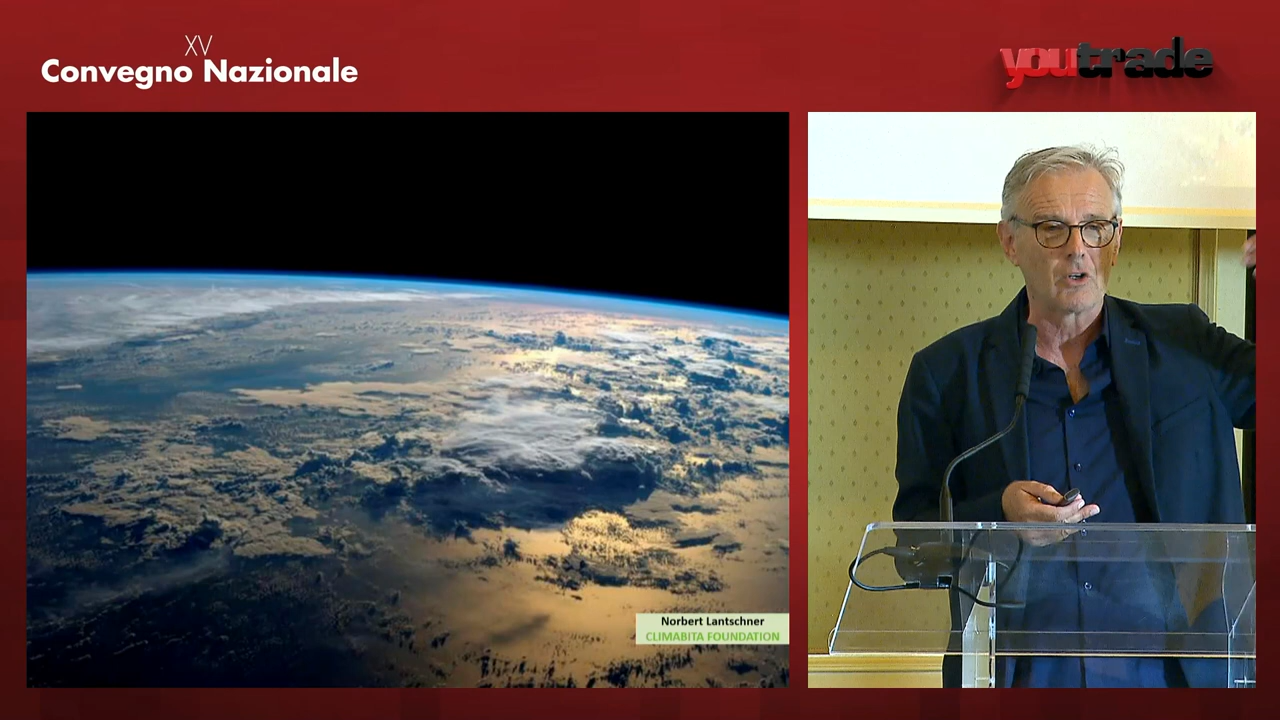 XV
Convegno Nazionale
youtrade
Norbert Lantschner
CLIMABITA FOUNDATION